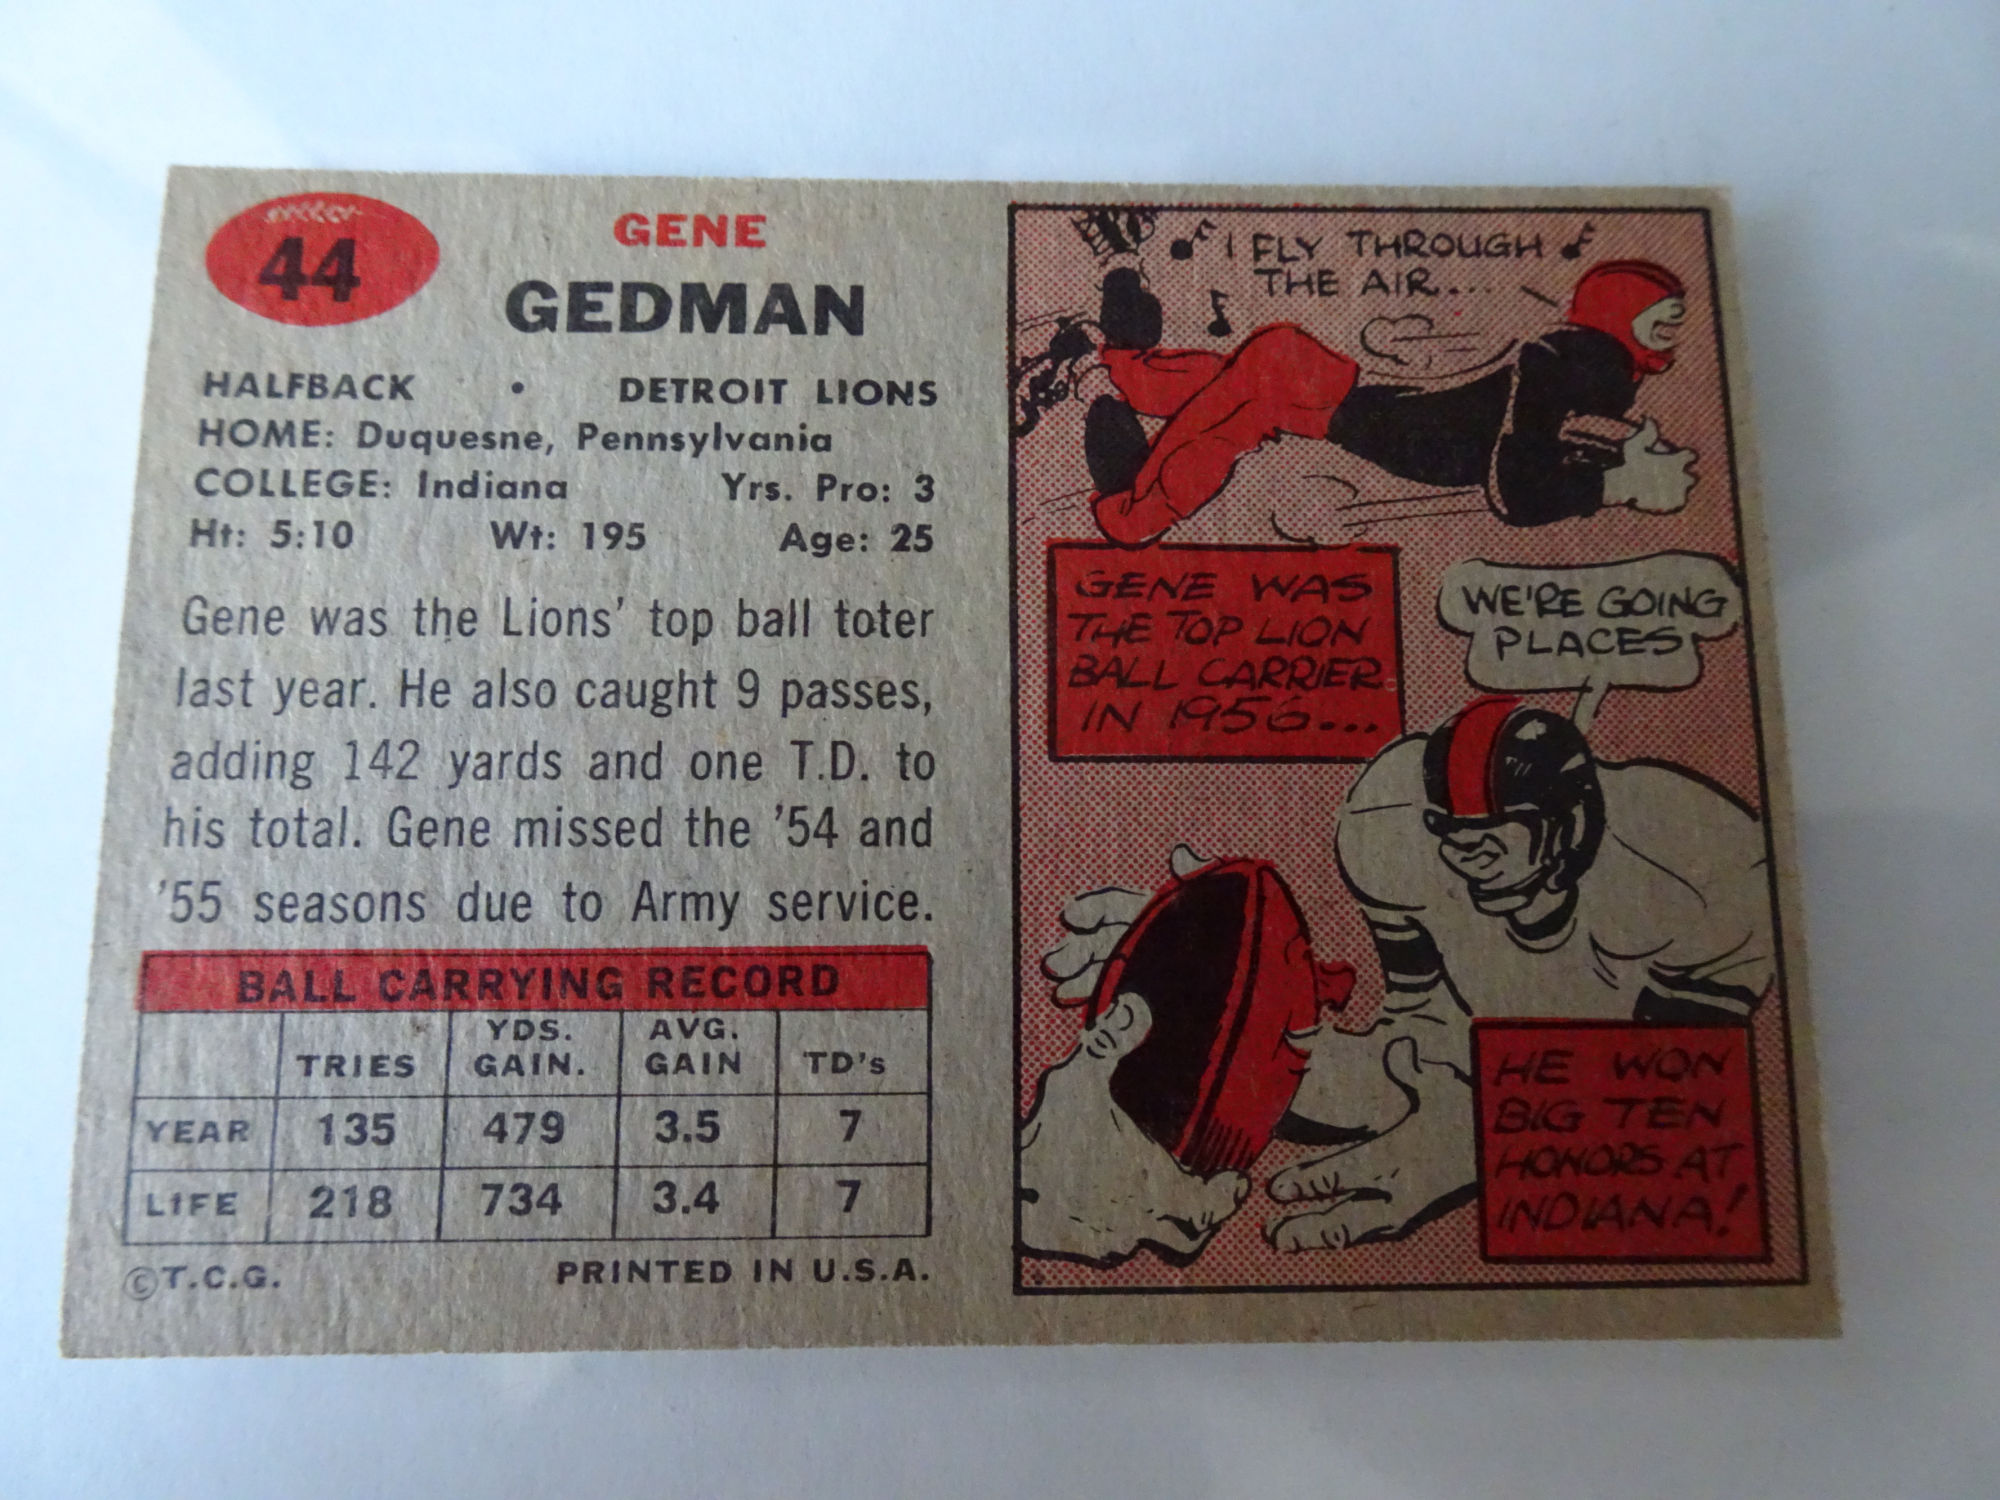 44
GENE
GEDMAN
HALFBACK • DETROIT LIONS
HOME: Duquesne, Pennsylvania
COLLEGE: Indiana Yrs. Pro: 3
Ht: 5:10 Wt: 195 Age: 25
Gene was the Lions' top ball toter
last year. He also caught 9 passes,
adding 142 yards and one T.D. to
his total. Gene missed the '54 and
'55 seasons due to Army service.
BALL CARRYING RECORD
TRIES YDS. GAIN. AVG. GAIN TD's
YEAR 135 479 3.5 7
LIFE 218 734 3.4 7
©T.C.G. PRINTED IN U.S.A.
I FLY THROUGH
THE AIR...
GENE WAS
THE TOP LION
BALL CARRIER
IN 1956...
WE'RE GOING
PLACES
HE WON
BIG TEN
HONORS AT
INDIANA!